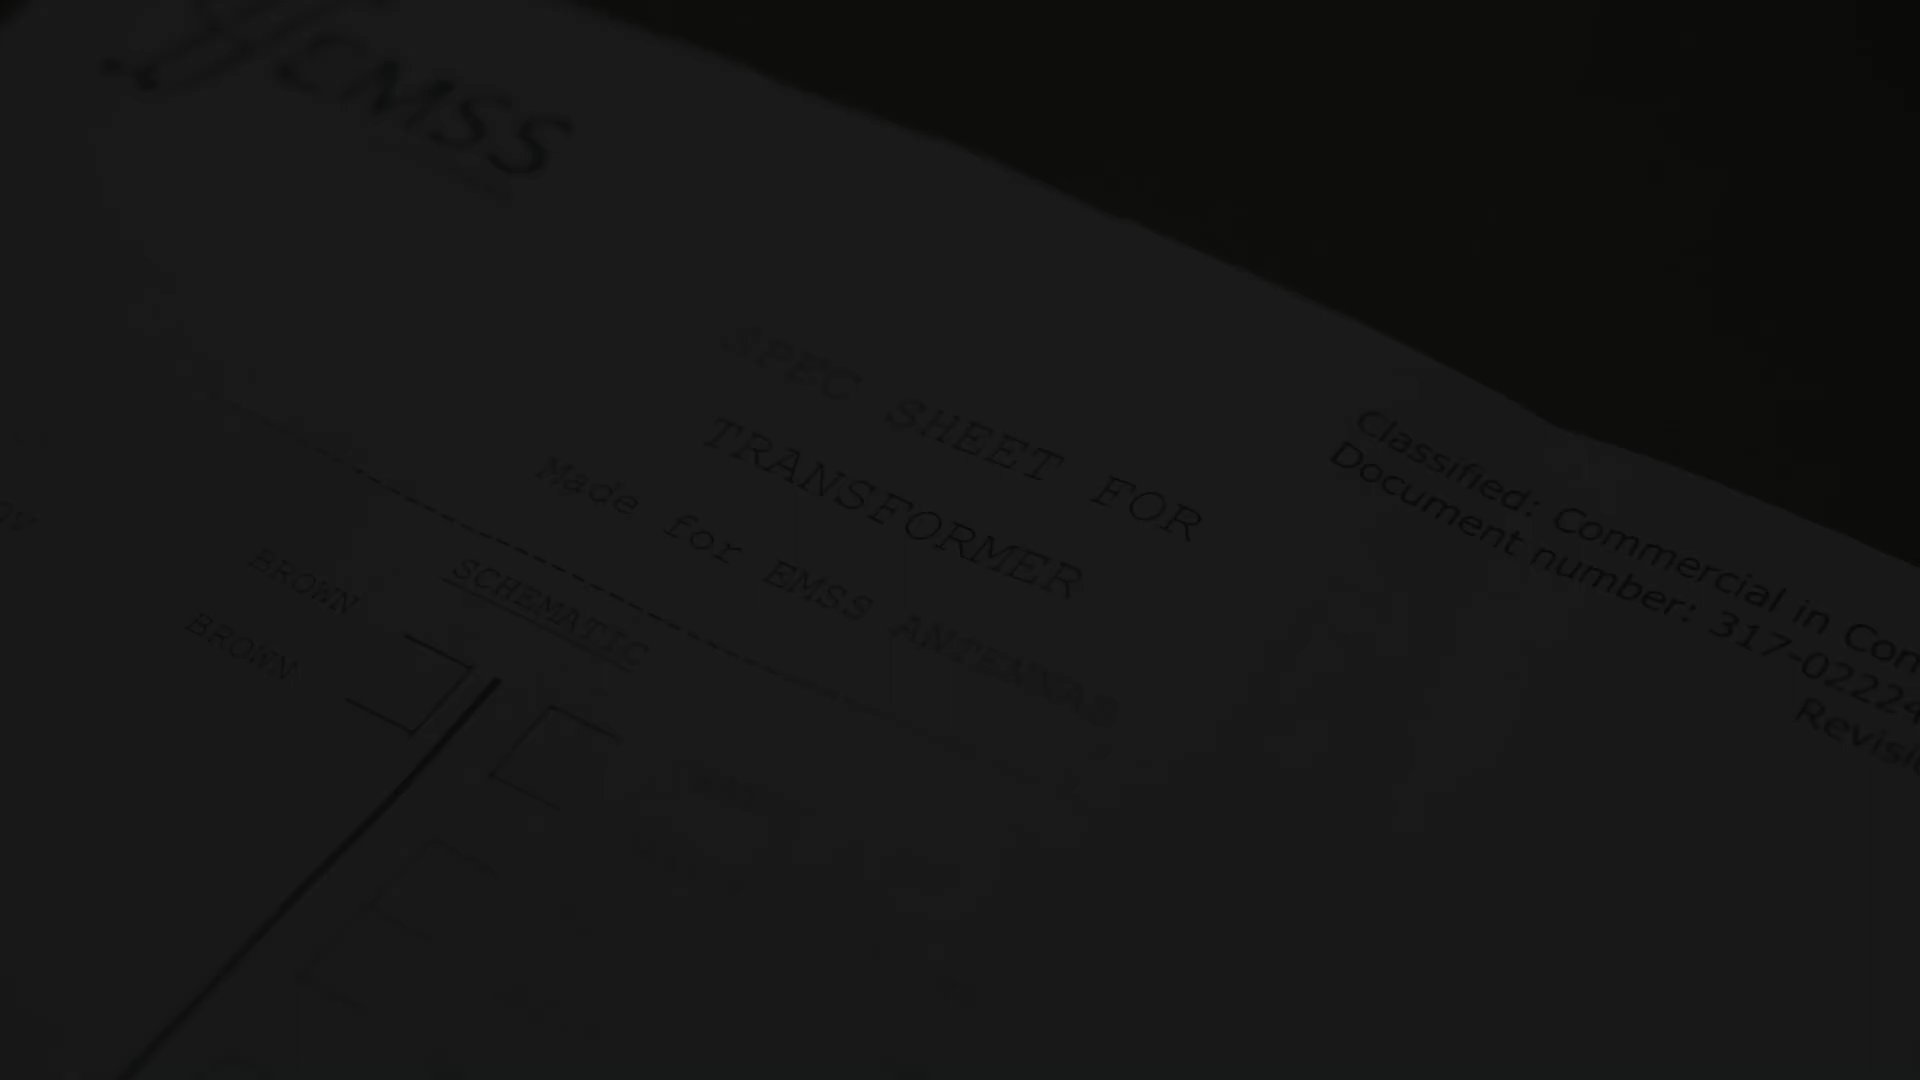 EMSS
SPEC SHEET FOR
TRANSFORMER
Made for EMSS ANTENNAS
Classified: Commercial in Con
Document number: 317-02224
Revisi
SCHEMATIC
BROWN
BROWN